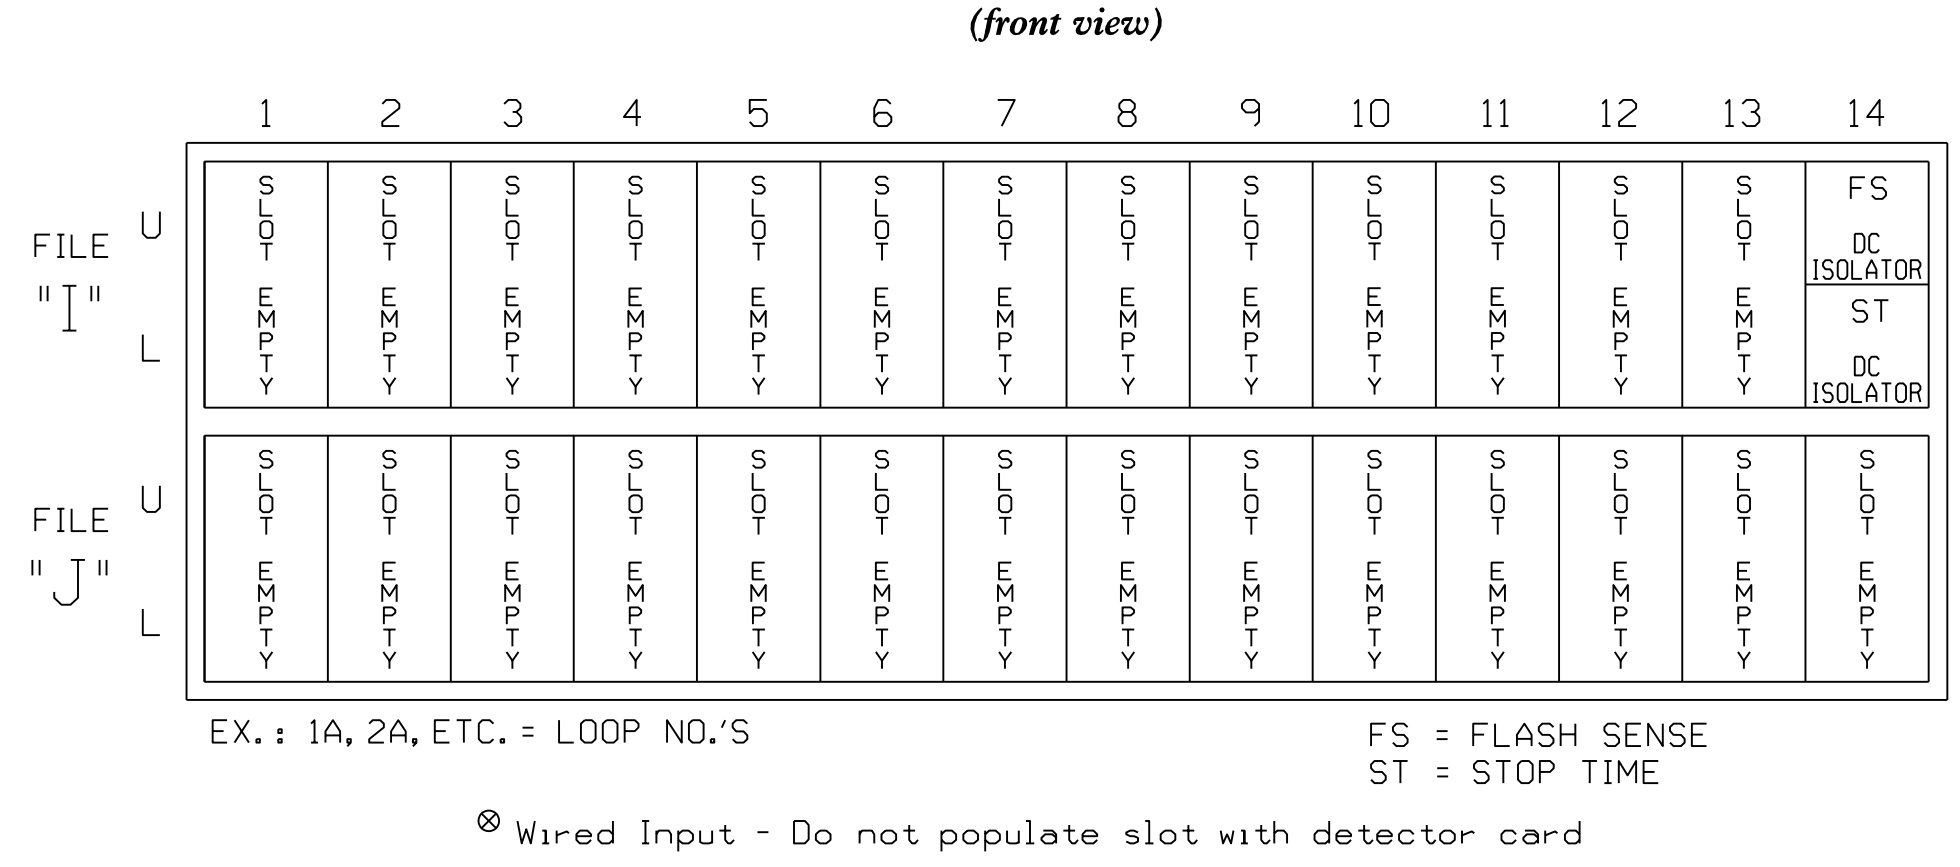 (front view)
1 2 3 4 5 6 7 8 9 10 11 12 13 14
FILE "I"
U
L
SLOT EMPTY
SLOT EMPTY
SLOT EMPTY
SLOT EMPTY
SLOT EMPTY
SLOT EMPTY
SLOT EMPTY
SLOT EMPTY
SLOT EMPTY
SLOT EMPTY
SLOT EMPTY
SLOT EMPTY
SLOT EMPTY
FS
DC
ISOLATOR
ST
DC
ISOLATOR
FILE "J"
U
L
SLOT EMPTY
SLOT EMPTY
SLOT EMPTY
SLOT EMPTY
SLOT EMPTY
SLOT EMPTY
SLOT EMPTY
SLOT EMPTY
SLOT EMPTY
SLOT EMPTY
SLOT EMPTY
SLOT EMPTY
SLOT EMPTY
SLOT EMPTY
EX.: 1A, 2A, ETC. = LOOP NO.'S
FS = FLASH SENSE
ST = STOP TIME
⊗ Wired Input - Do not populate slot with detector card